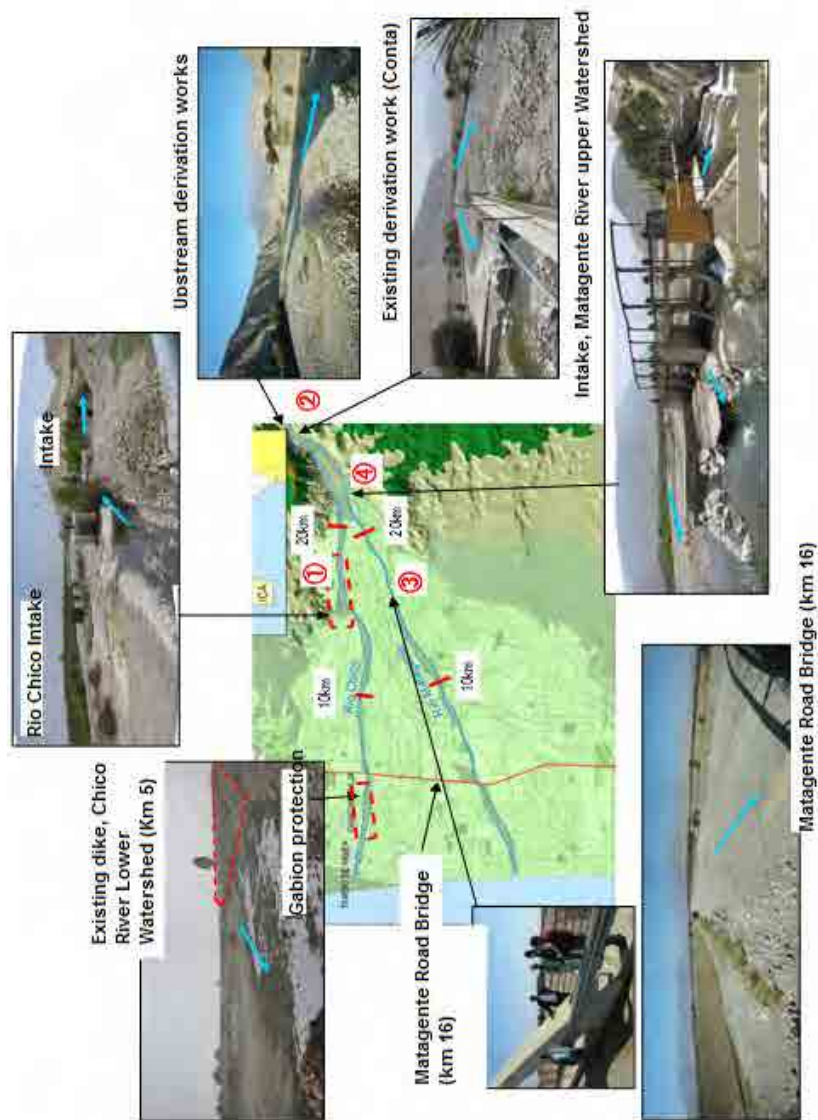 Upstream derivation works
Existing derivation work (Conta)
Intake, Matagente River upper Watershed
Rio Chico Intake
Intake
②
④
①
③
ICA
20km
20km
10km
10km
Rio Chico
Existing dike, Chico
River Lower
Watershed (Km 5)
Gabion protection
Matagente Road Bridge
(km 16)
Matagente Road Bridge (km 16)